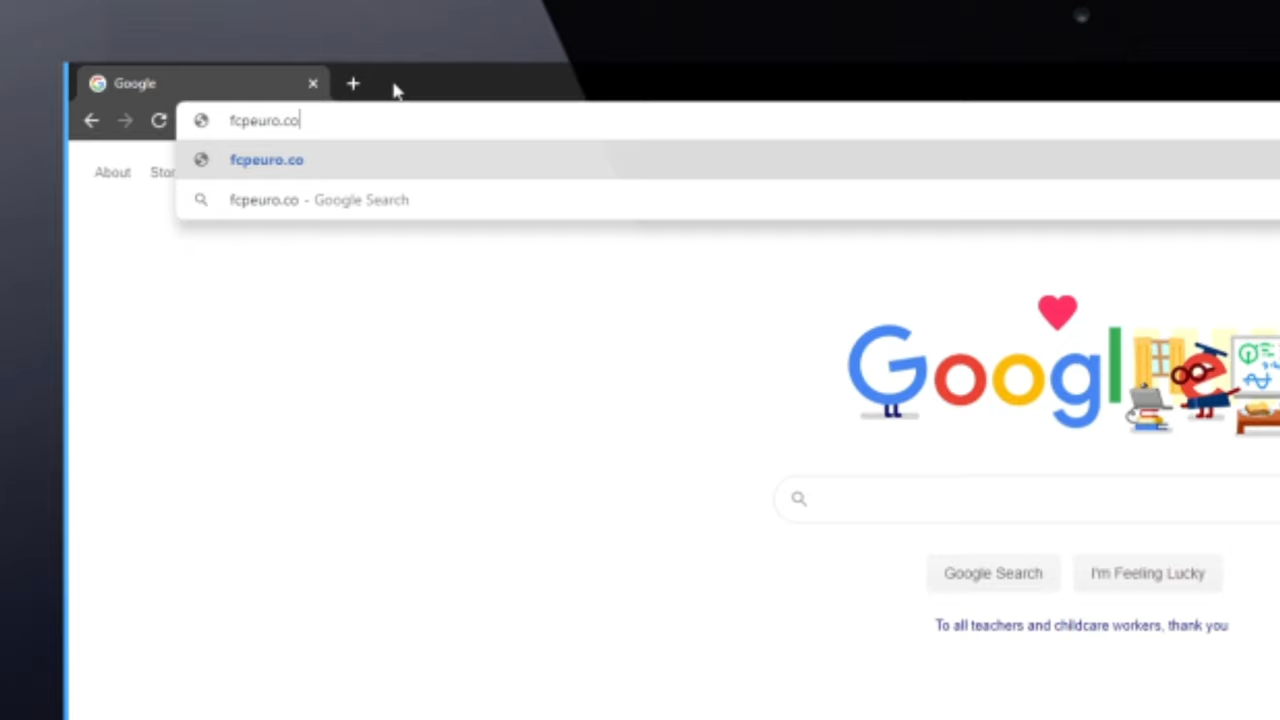 Google
fcpeuro.co
fcpeuro.co
fcpeuro.co - Google Search
About
Google
Google Search
I'm Feeling Lucky
To all teachers and childcare workers, thank you